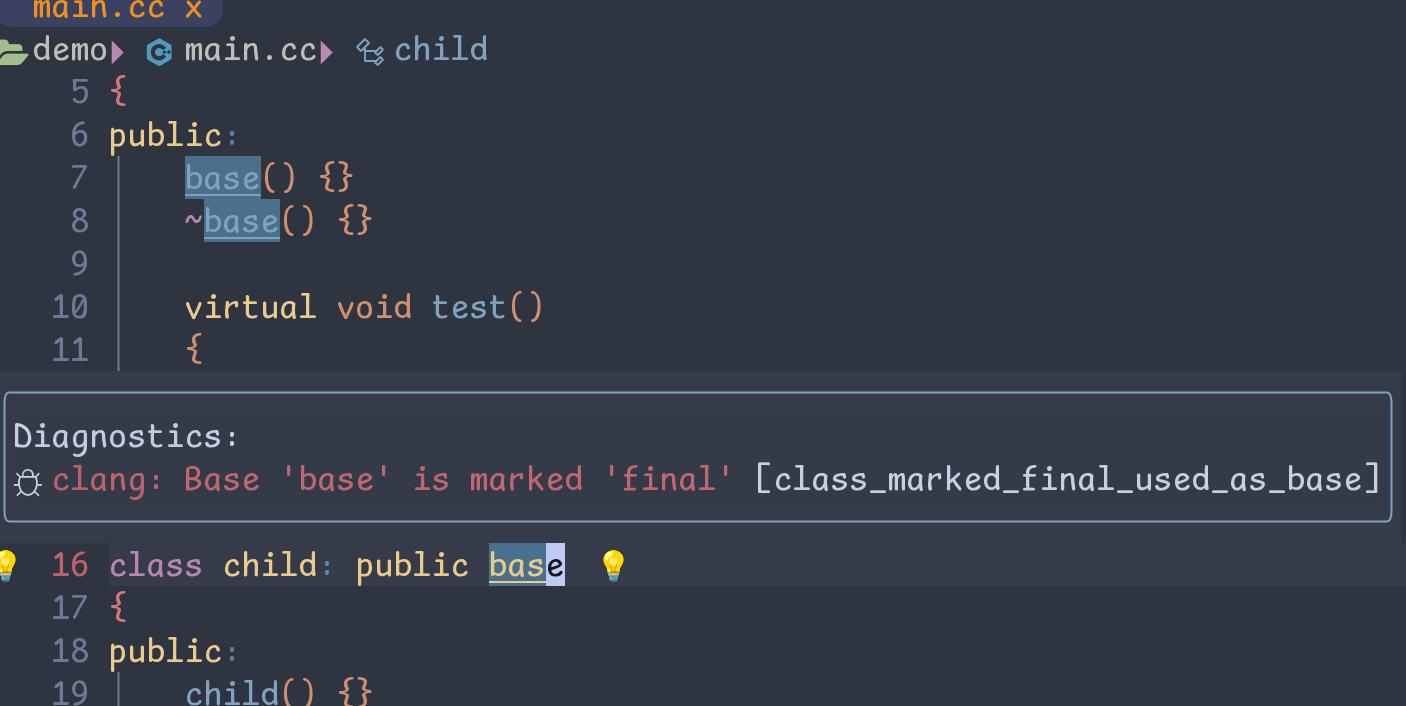 main.cc x
demo main.cc child
5 {
6 public:
7 base() {}
8 ~base() {}
9
10 virtual void test()
11 {
Diagnostics:
clang: Base 'base' is marked 'final' [class_marked_final_used_as_base]
16 class child: public base
17 {
18 public:
19 child() {}